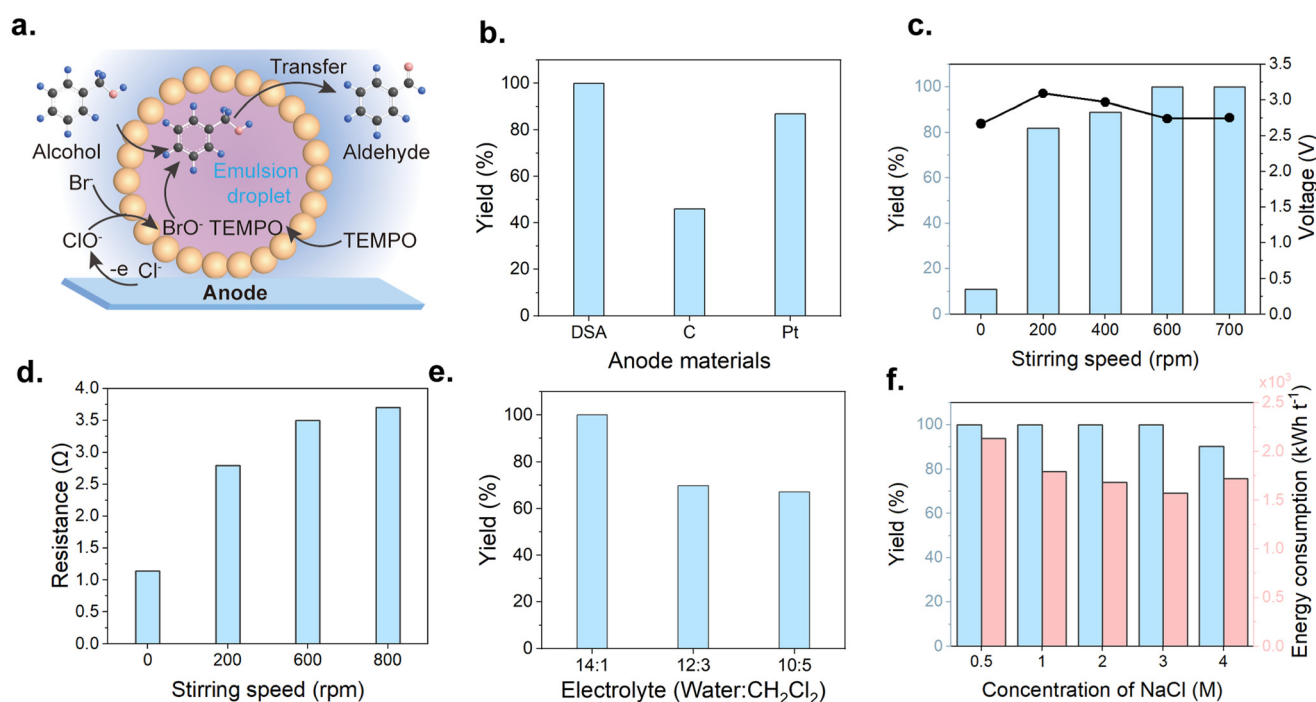 a.
Transfer
Alcohol
Aldehyde
Emulsion
droplet
Br-
BrO- TEMPO
TEMPO
ClO-
-e Cl-
Anode
b.
Yield (%)
100
80
60
40
20
0
DSA C Pt
Anode materials
c.
Yield (%)
100
80
60
40
20
0
3.5
3.0
2.5
2.0
1.5
1.0
0.5
0.0
Voltage (V)
0 200 400 600 700
Stirring speed (rpm)
d.
Resistance (Ω)
4.0
3.5
3.0
2.5
2.0
1.5
1.0
0.5
0.0
0 200 600 800
Stirring speed (rpm)
e.
Yield (%)
100
80
60
40
20
0
14:1 12:3 10:5
Electrolyte (Water:CH₂Cl₂)
f.
Yield (%)
100
80
60
40
20
0
x10³
2.5
2.0
1.5
1.0
0.5
0.0
Energy consumption (kWh t⁻¹)
0.5 1 2 3 4
Concentration of NaCl (M)